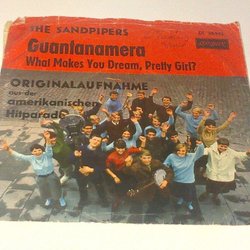 THE SANDPIPERS
Guantanamera
What Makes You Dream, Pretty Girl?
ORIGINALAUFNAHME
aus der
amerikanischen
Hitparade